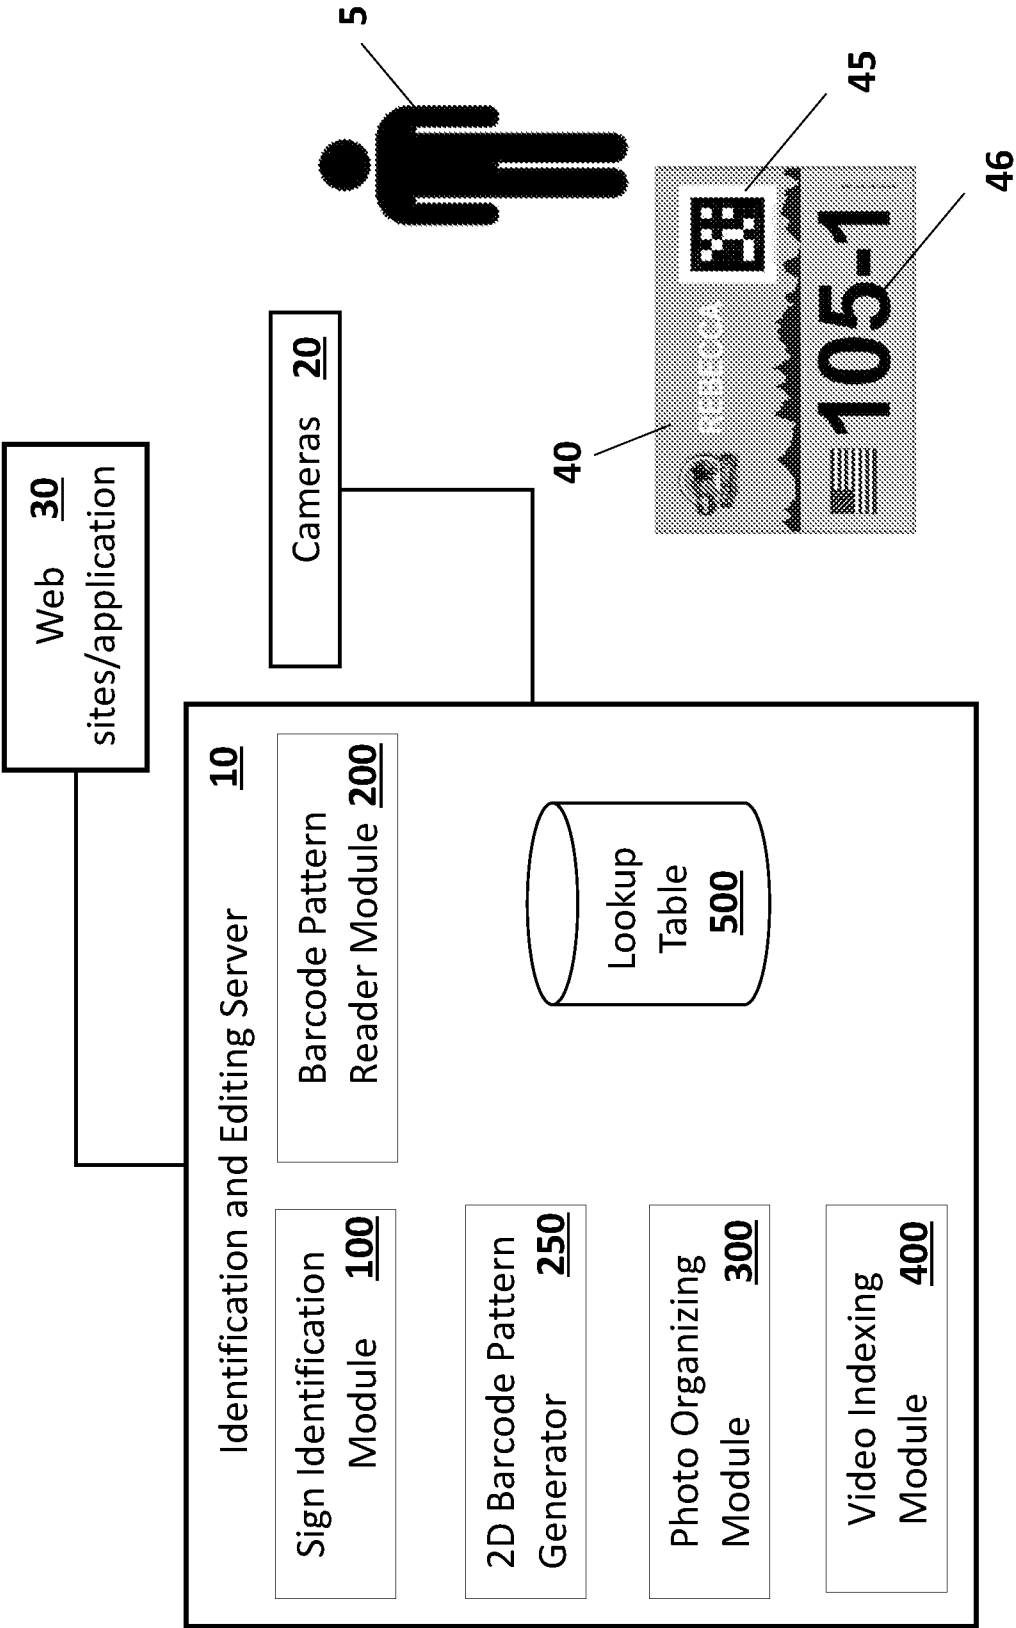 Web 30
sites/application
Identification and Editing Server 10
Cameras 20
5
Sign Identification
Module 100
Barcode Pattern
Reader Module 200
2D Barcode Pattern
Generator 250
Lookup
Table
500
Photo Organizing
Module 300
Video Indexing
Module 400
40
REBECCA
45
105-1
46